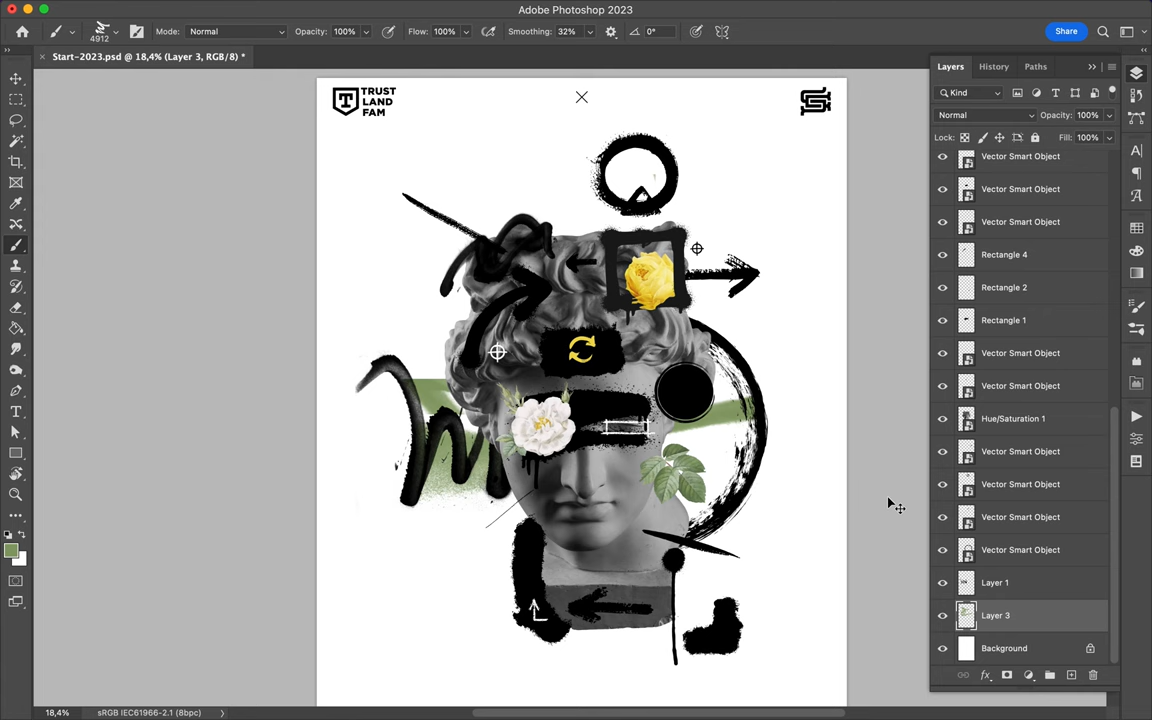 Adobe Photoshop 2023
4912
Mode: Normal
Opacity: 100%
Flow: 100%
Smoothing: 32%
0°
Share
Start-2023.psd @ 18,4% (Layer 3, RGB/8) *
TRUST
LAND
FAM
Layers
History
Paths
Kind
Normal
Opacity: 100%
Lock:
Fill: 100%
Vector Smart Object
Vector Smart Object
Vector Smart Object
Rectangle 4
Rectangle 2
Rectangle 1
Vector Smart Object
Vector Smart Object
Hue/Saturation 1
Vector Smart Object
Vector Smart Object
Vector Smart Object
Vector Smart Object
Layer 1
Layer 3
Background
18,4%
sRGB IEC61966-2.1 (8bpc)